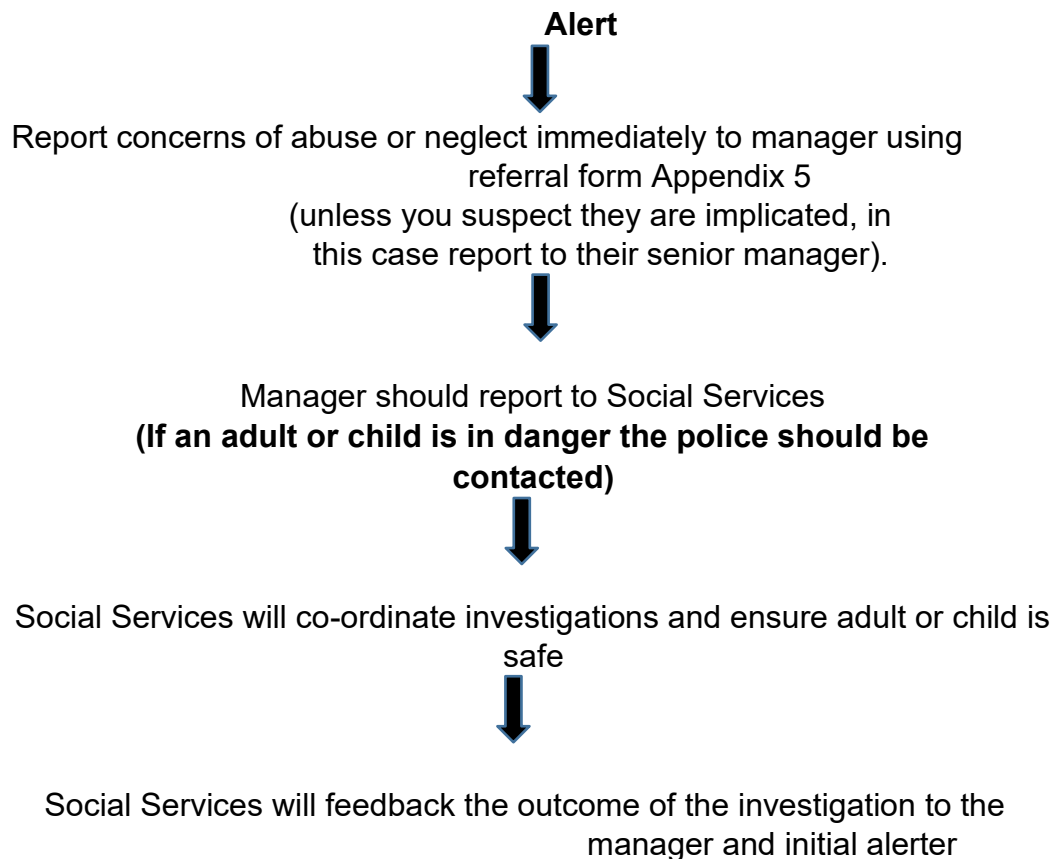 Alert
Report concerns of abuse or neglect immediately to manager using
referral form Appendix 5
(unless you suspect they are implicated, in
this case report to their senior manager).
Manager should report to Social Services
(If an adult or child is in danger the police should be
contacted)
Social Services will co-ordinate investigations and ensure adult or child is
safe
Social Services will feedback the outcome of the investigation to the
manager and initial alerter